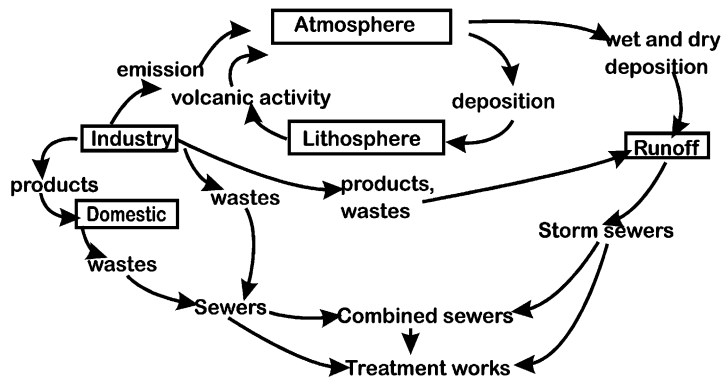 Atmosphere
wet and dry
deposition
emission
volcanic activity
deposition
Industry
Lithosphere
Runoff
products
products,
wastes
wastes
Domestic
Storm sewers
wastes
Sewers
Combined sewers
Treatment works